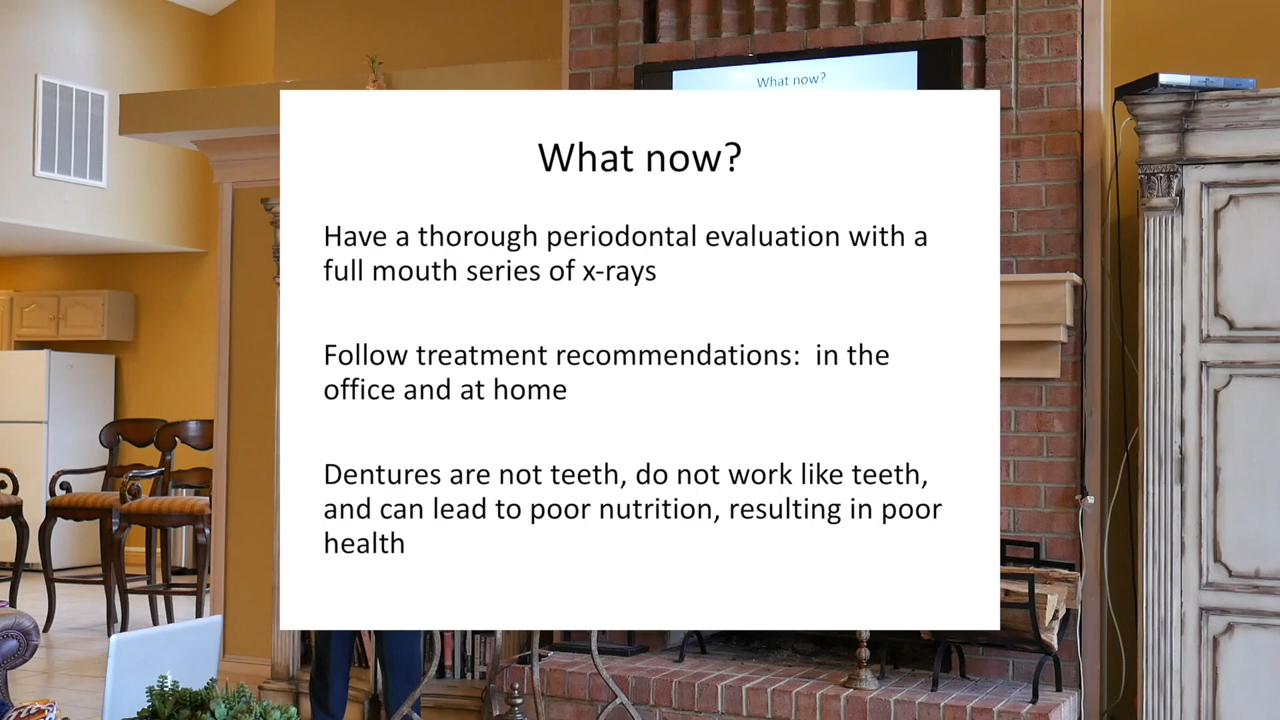 What now?
What now?
Have a thorough periodontal evaluation with a
full mouth series of x-rays
Follow treatment recommendations:  in the
office and at home
Dentures are not teeth, do not work like teeth,
and can lead to poor nutrition, resulting in poor
health